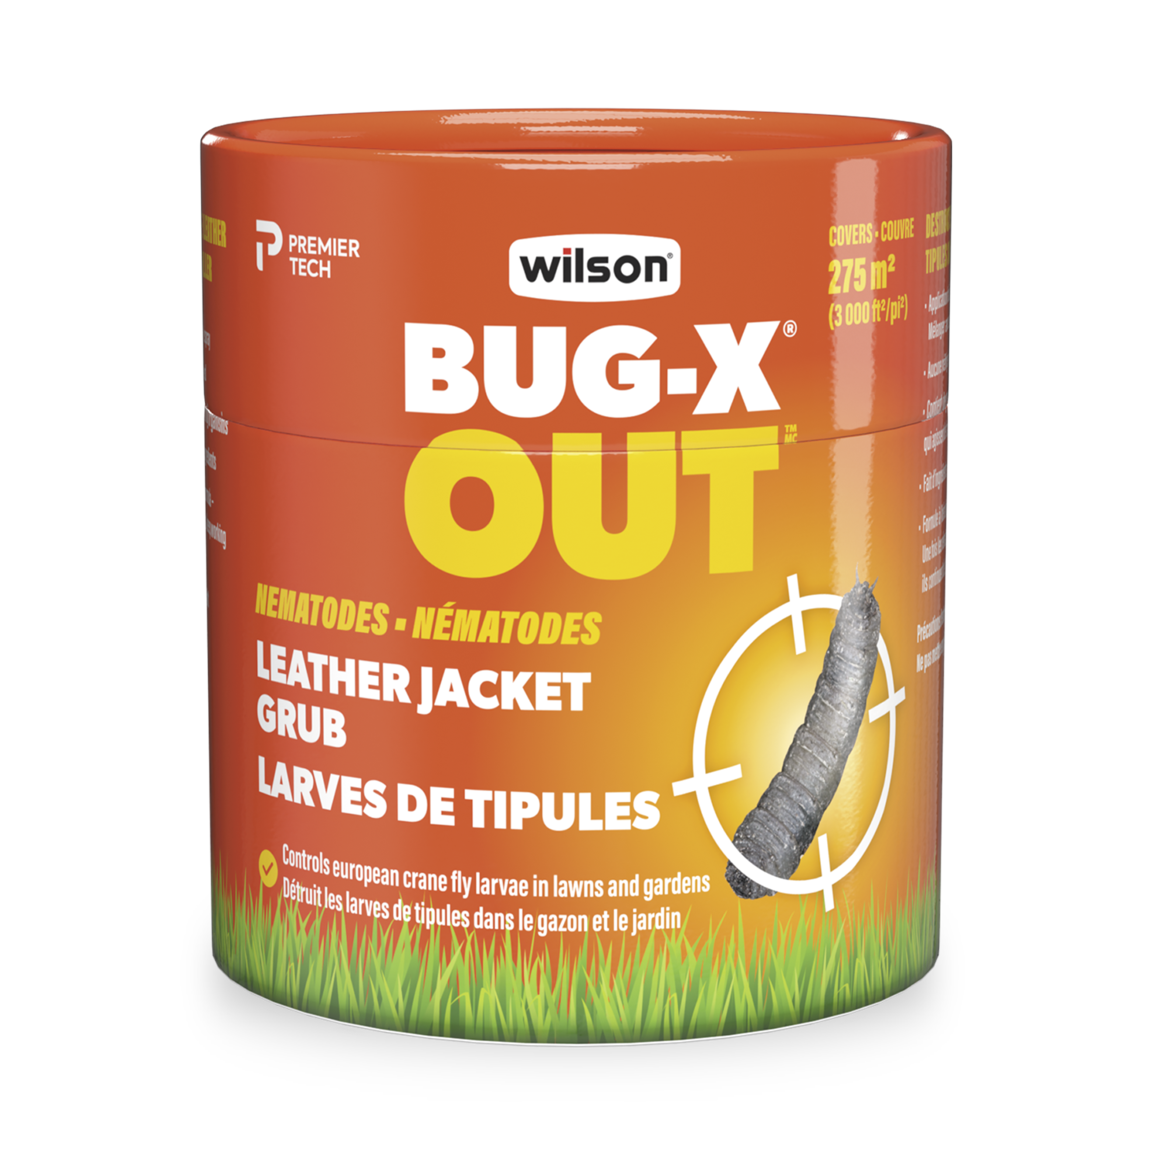 PREMIER
TECH
wilson®
BUG-X®
OUT™
MC
COVERS • COUVRE
275 m²
(3 000 ft²/pi²)
NEMATODES • NÉMATODES
LEATHER JACKET
GRUB
LARVES DE TIPULES
Controls european crane fly larvae in lawns and gardens
Détruit les larves de tipules dans le gazon et le jardin